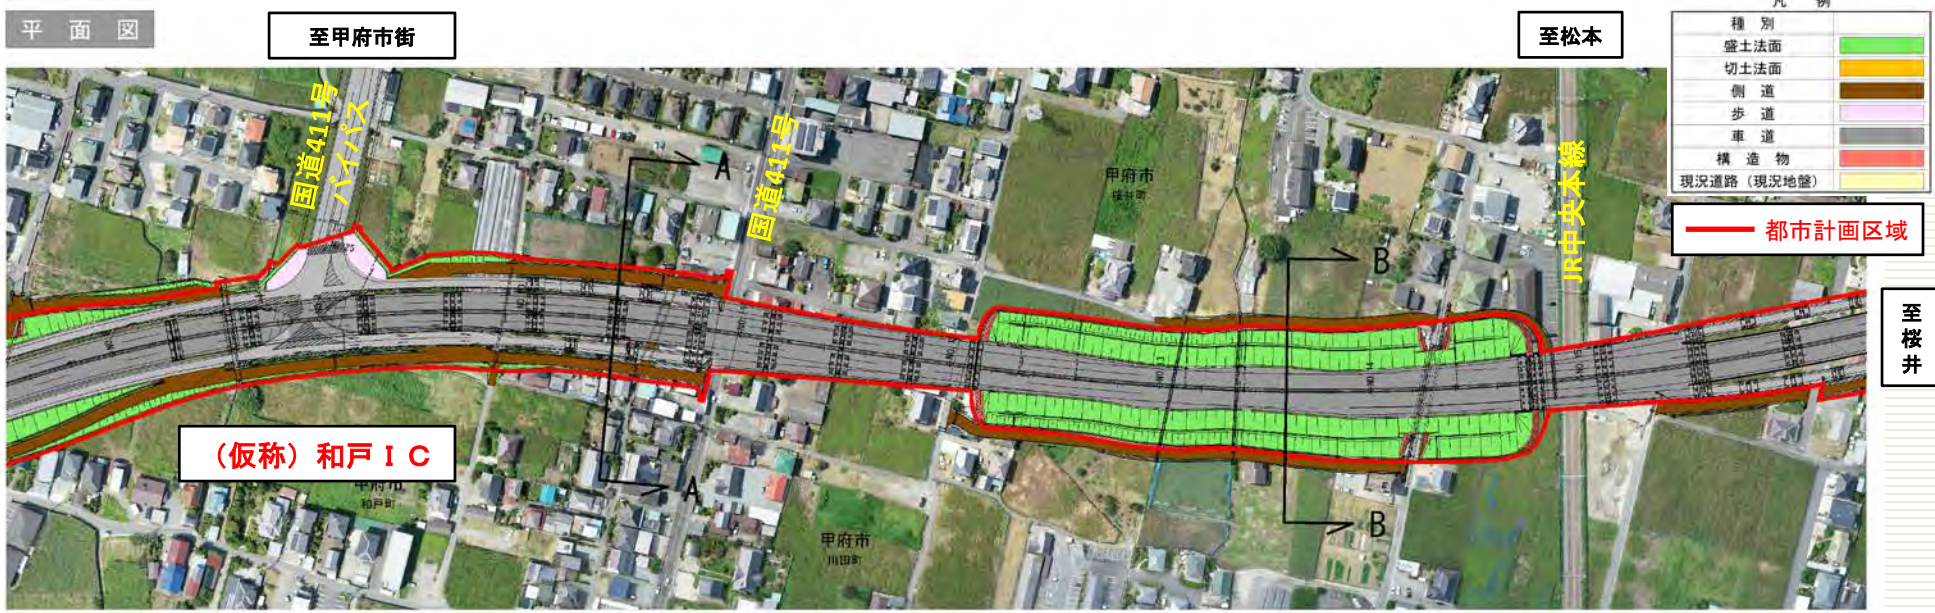 平面図
至甲府市街
至松本
凡例
種別
盛土法面
切土法面
側道
歩道
車道
構造物
現況道路（現況地盤）
都市計画区域
国道411号
バイパス
国道411号
JR中央本線
A
甲府市
桜井町
B
至桜井
（仮称）和戸ＩＣ
甲府市
和戸町
A
甲府市
川田町
B